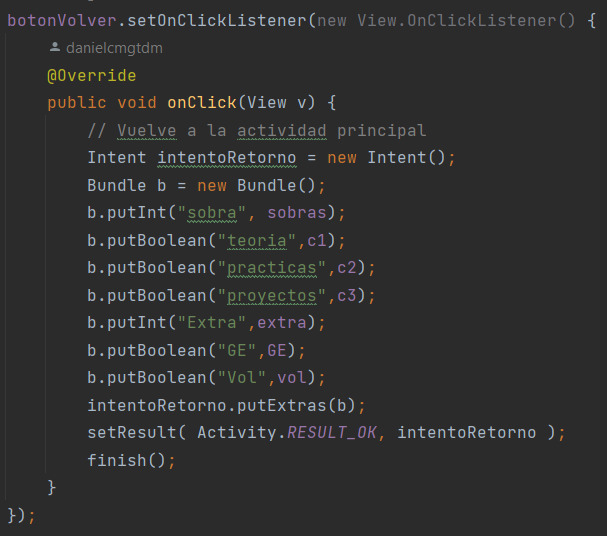 botonVolver.setOnClickListener(new View.OnClickListener() {
danielcmgtdm
@Override
public void onClick(View v) {
// Vuelve a la actividad principal
Intent intentoRetorno = new Intent();
Bundle b = new Bundle();
b.putInt("sobra", sobras);
b.putBoolean("teoria",c1);
b.putBoolean("practicas",c2);
b.putBoolean("proyectos",c3);
b.putInt("Extra",extra);
b.putBoolean("GE",GE);
b.putBoolean("Vol",vol);
intentoRetorno.putExtras(b);
setResult( Activity.RESULT_OK, intentoRetorno );
finish();
}
});